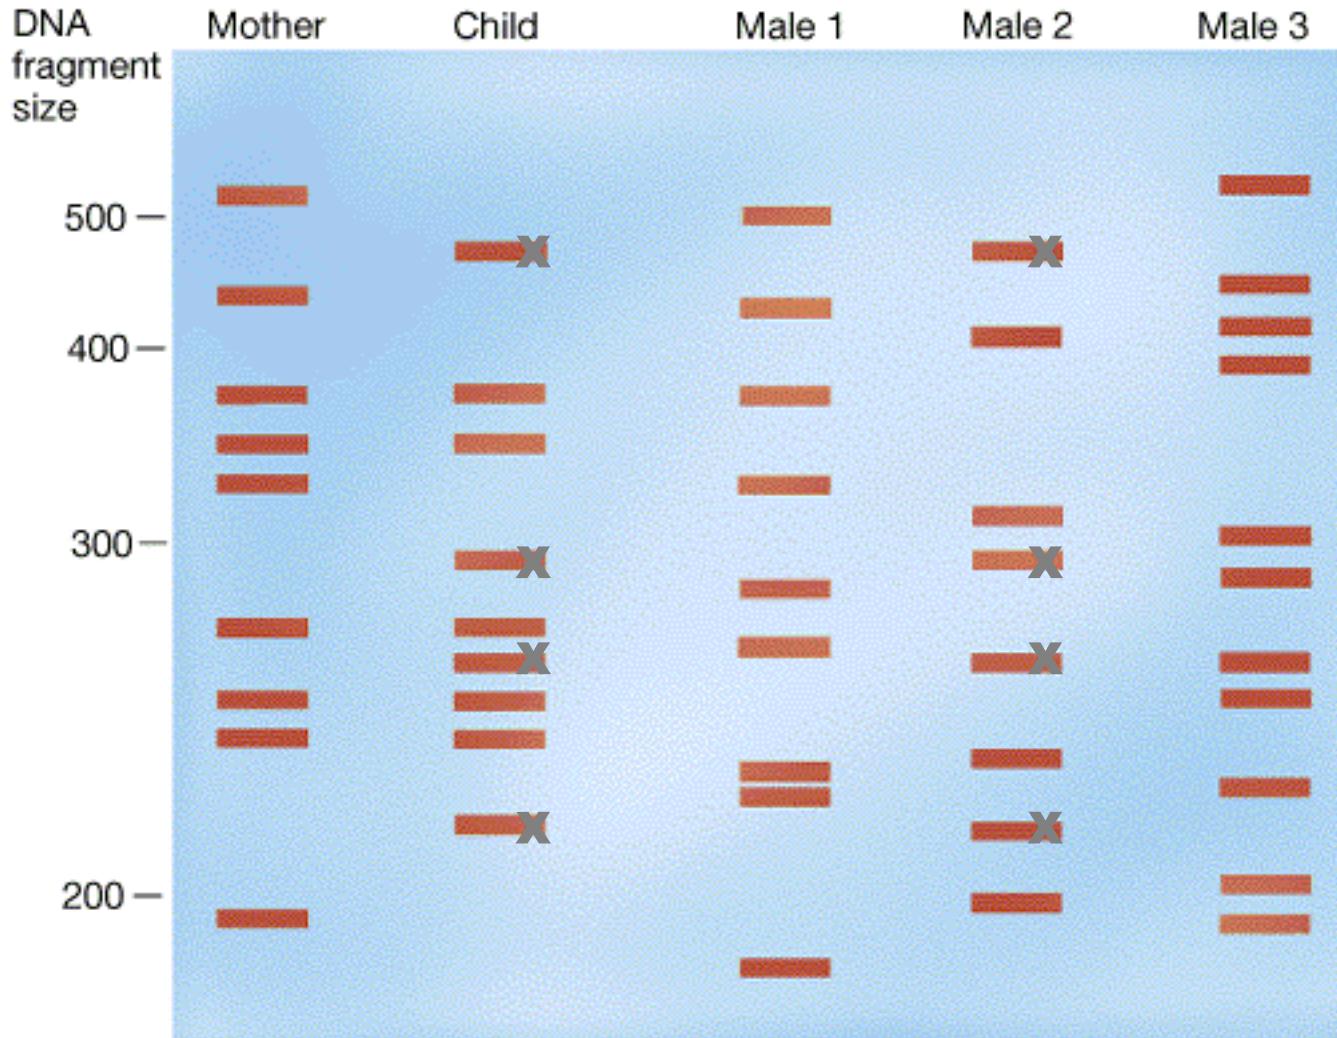 DNA
fragment
size
Mother Child Male 1 Male 2 Male 3
500
400
300
200
X X
X X
X X
X X